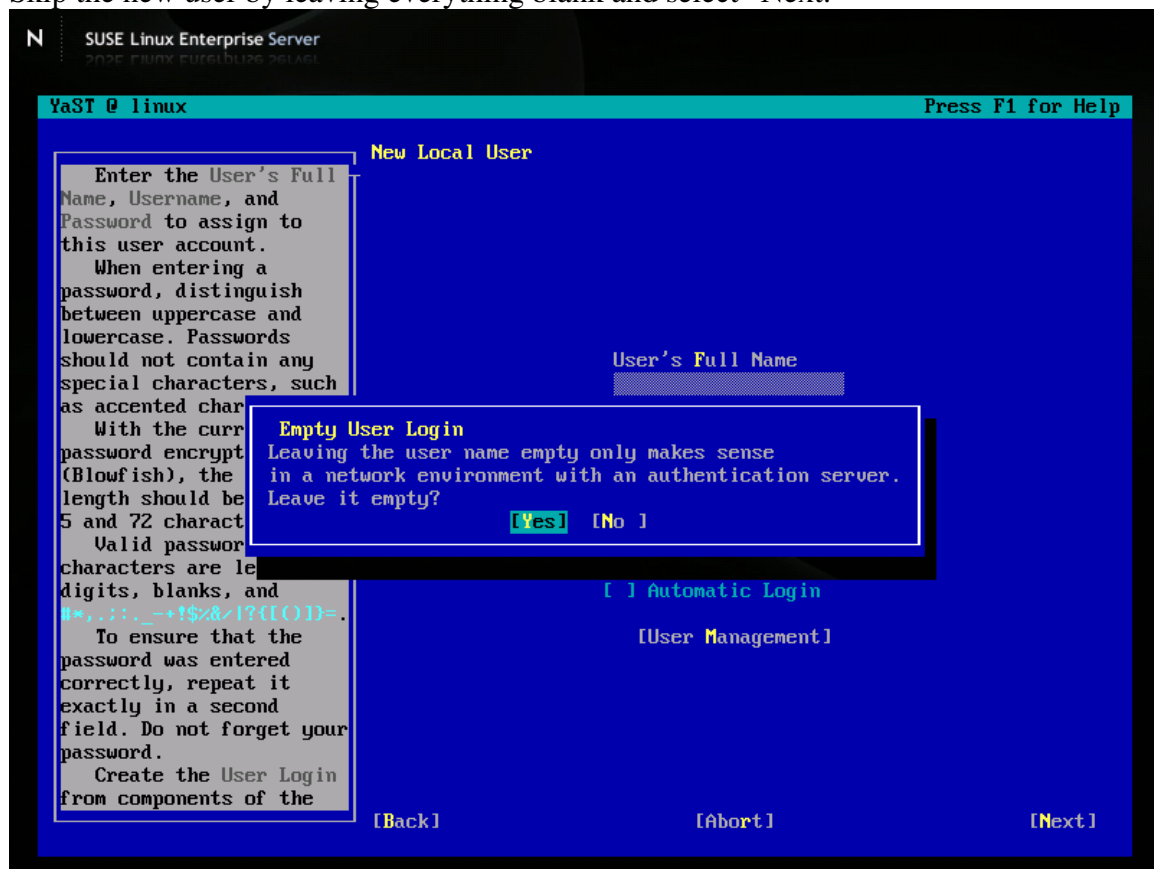 Skip the new user by leaving everything blank and select "Next."
N SUSE Linux Enterprise Server
YaST @ linux Press F1 for Help
New Local User
Enter the User's Full
Name, Username, and
Password to assign to
this user account.
When entering a
password, distinguish
between uppercase and
lowercase. Passwords
should not contain any
special characters, such
as accented char
With the curr
password encrypt
(Blowfish), the
length should be
5 and 72 charact
Valid passwor
characters are le
digits, blanks, and
#*,.;:._-+!$%&/|?{[()]}=.
To ensure that the
password was entered
correctly, repeat it
exactly in a second
field. Do not forget your
password.
Create the User Login
from components of the
User's Full Name
Empty User Login
Leaving the user name empty only makes sense
in a network environment with an authentication server.
Leave it empty?
[Yes] [No ]
[ ] Automatic Login
[User Management]
[Back] [Abort] [Next]